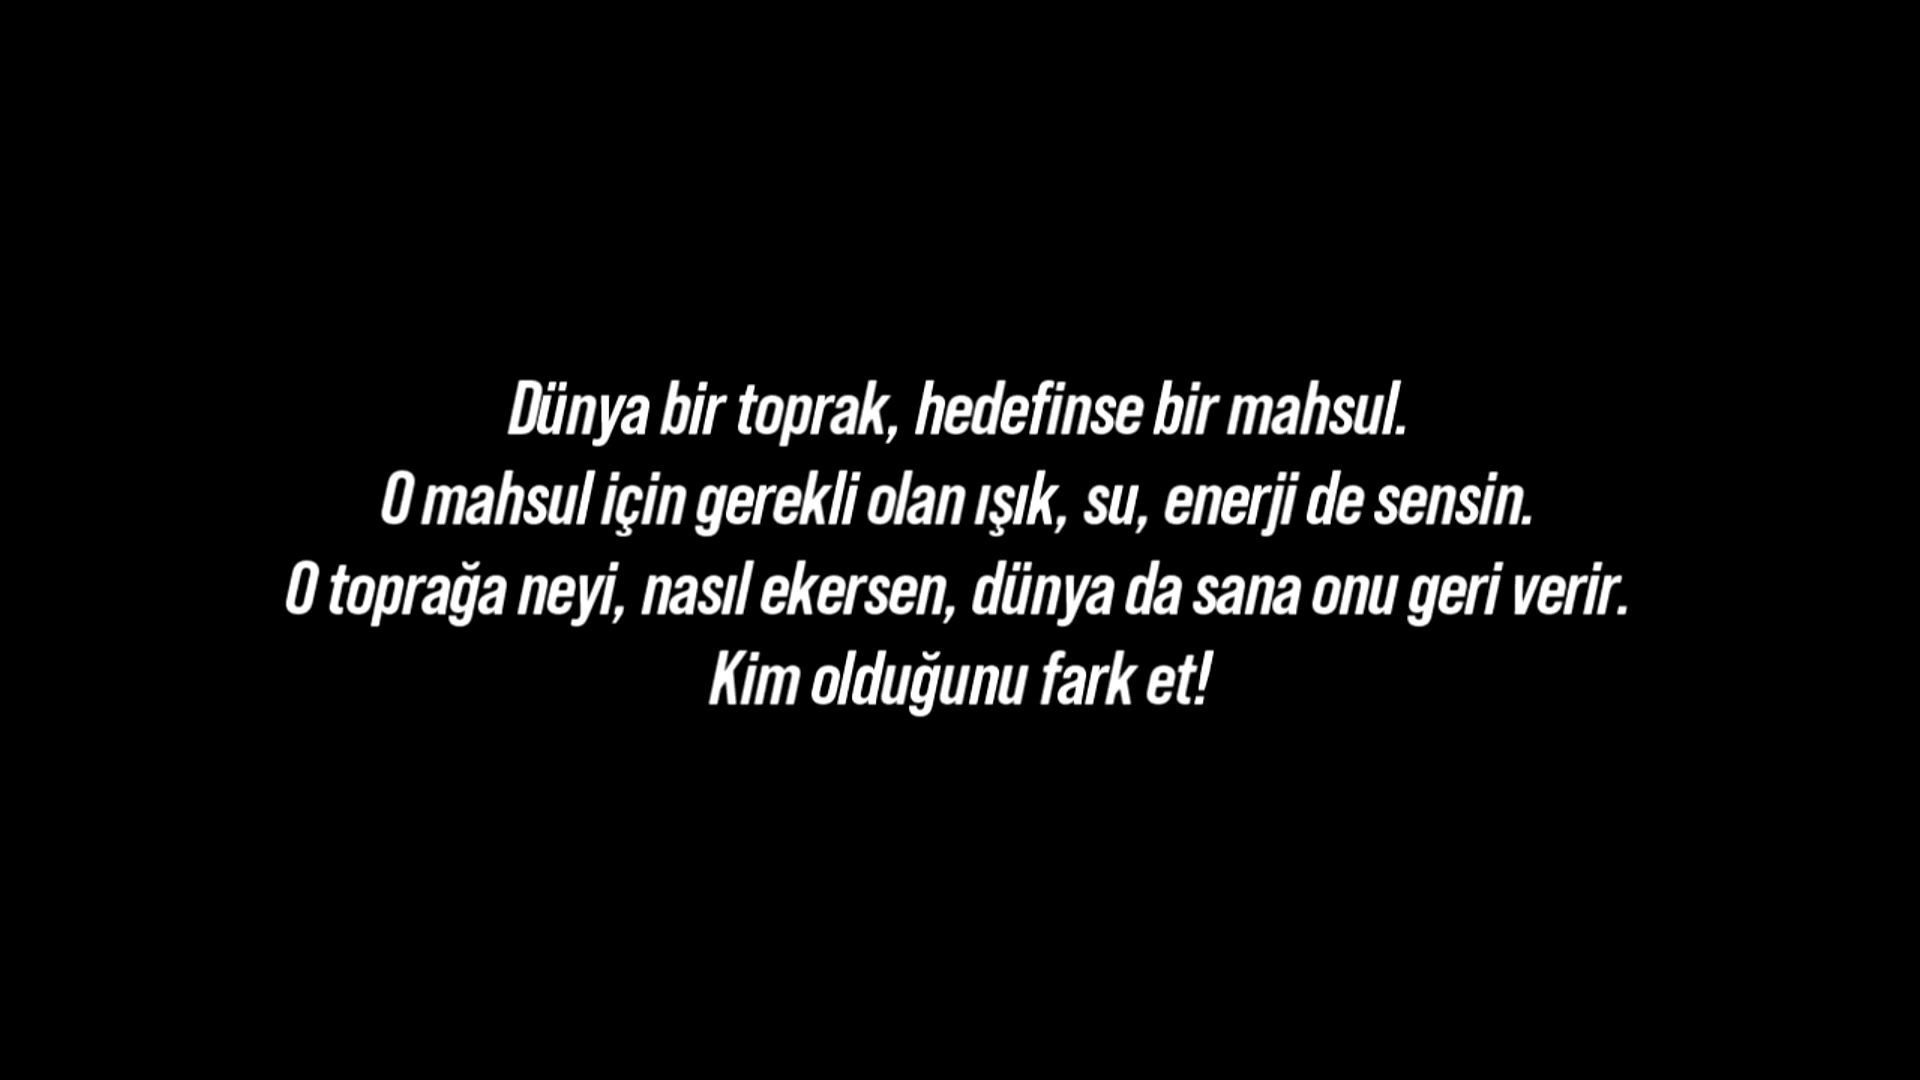 Dünya bir toprak, hedefinse bir mahsul.
O mahsul için gerekli olan ışık, su, enerji de sensin.
O toprağa neyi, nasıl ekersen, dünya da sana onu geri verir.
Kim olduğunu fark et!